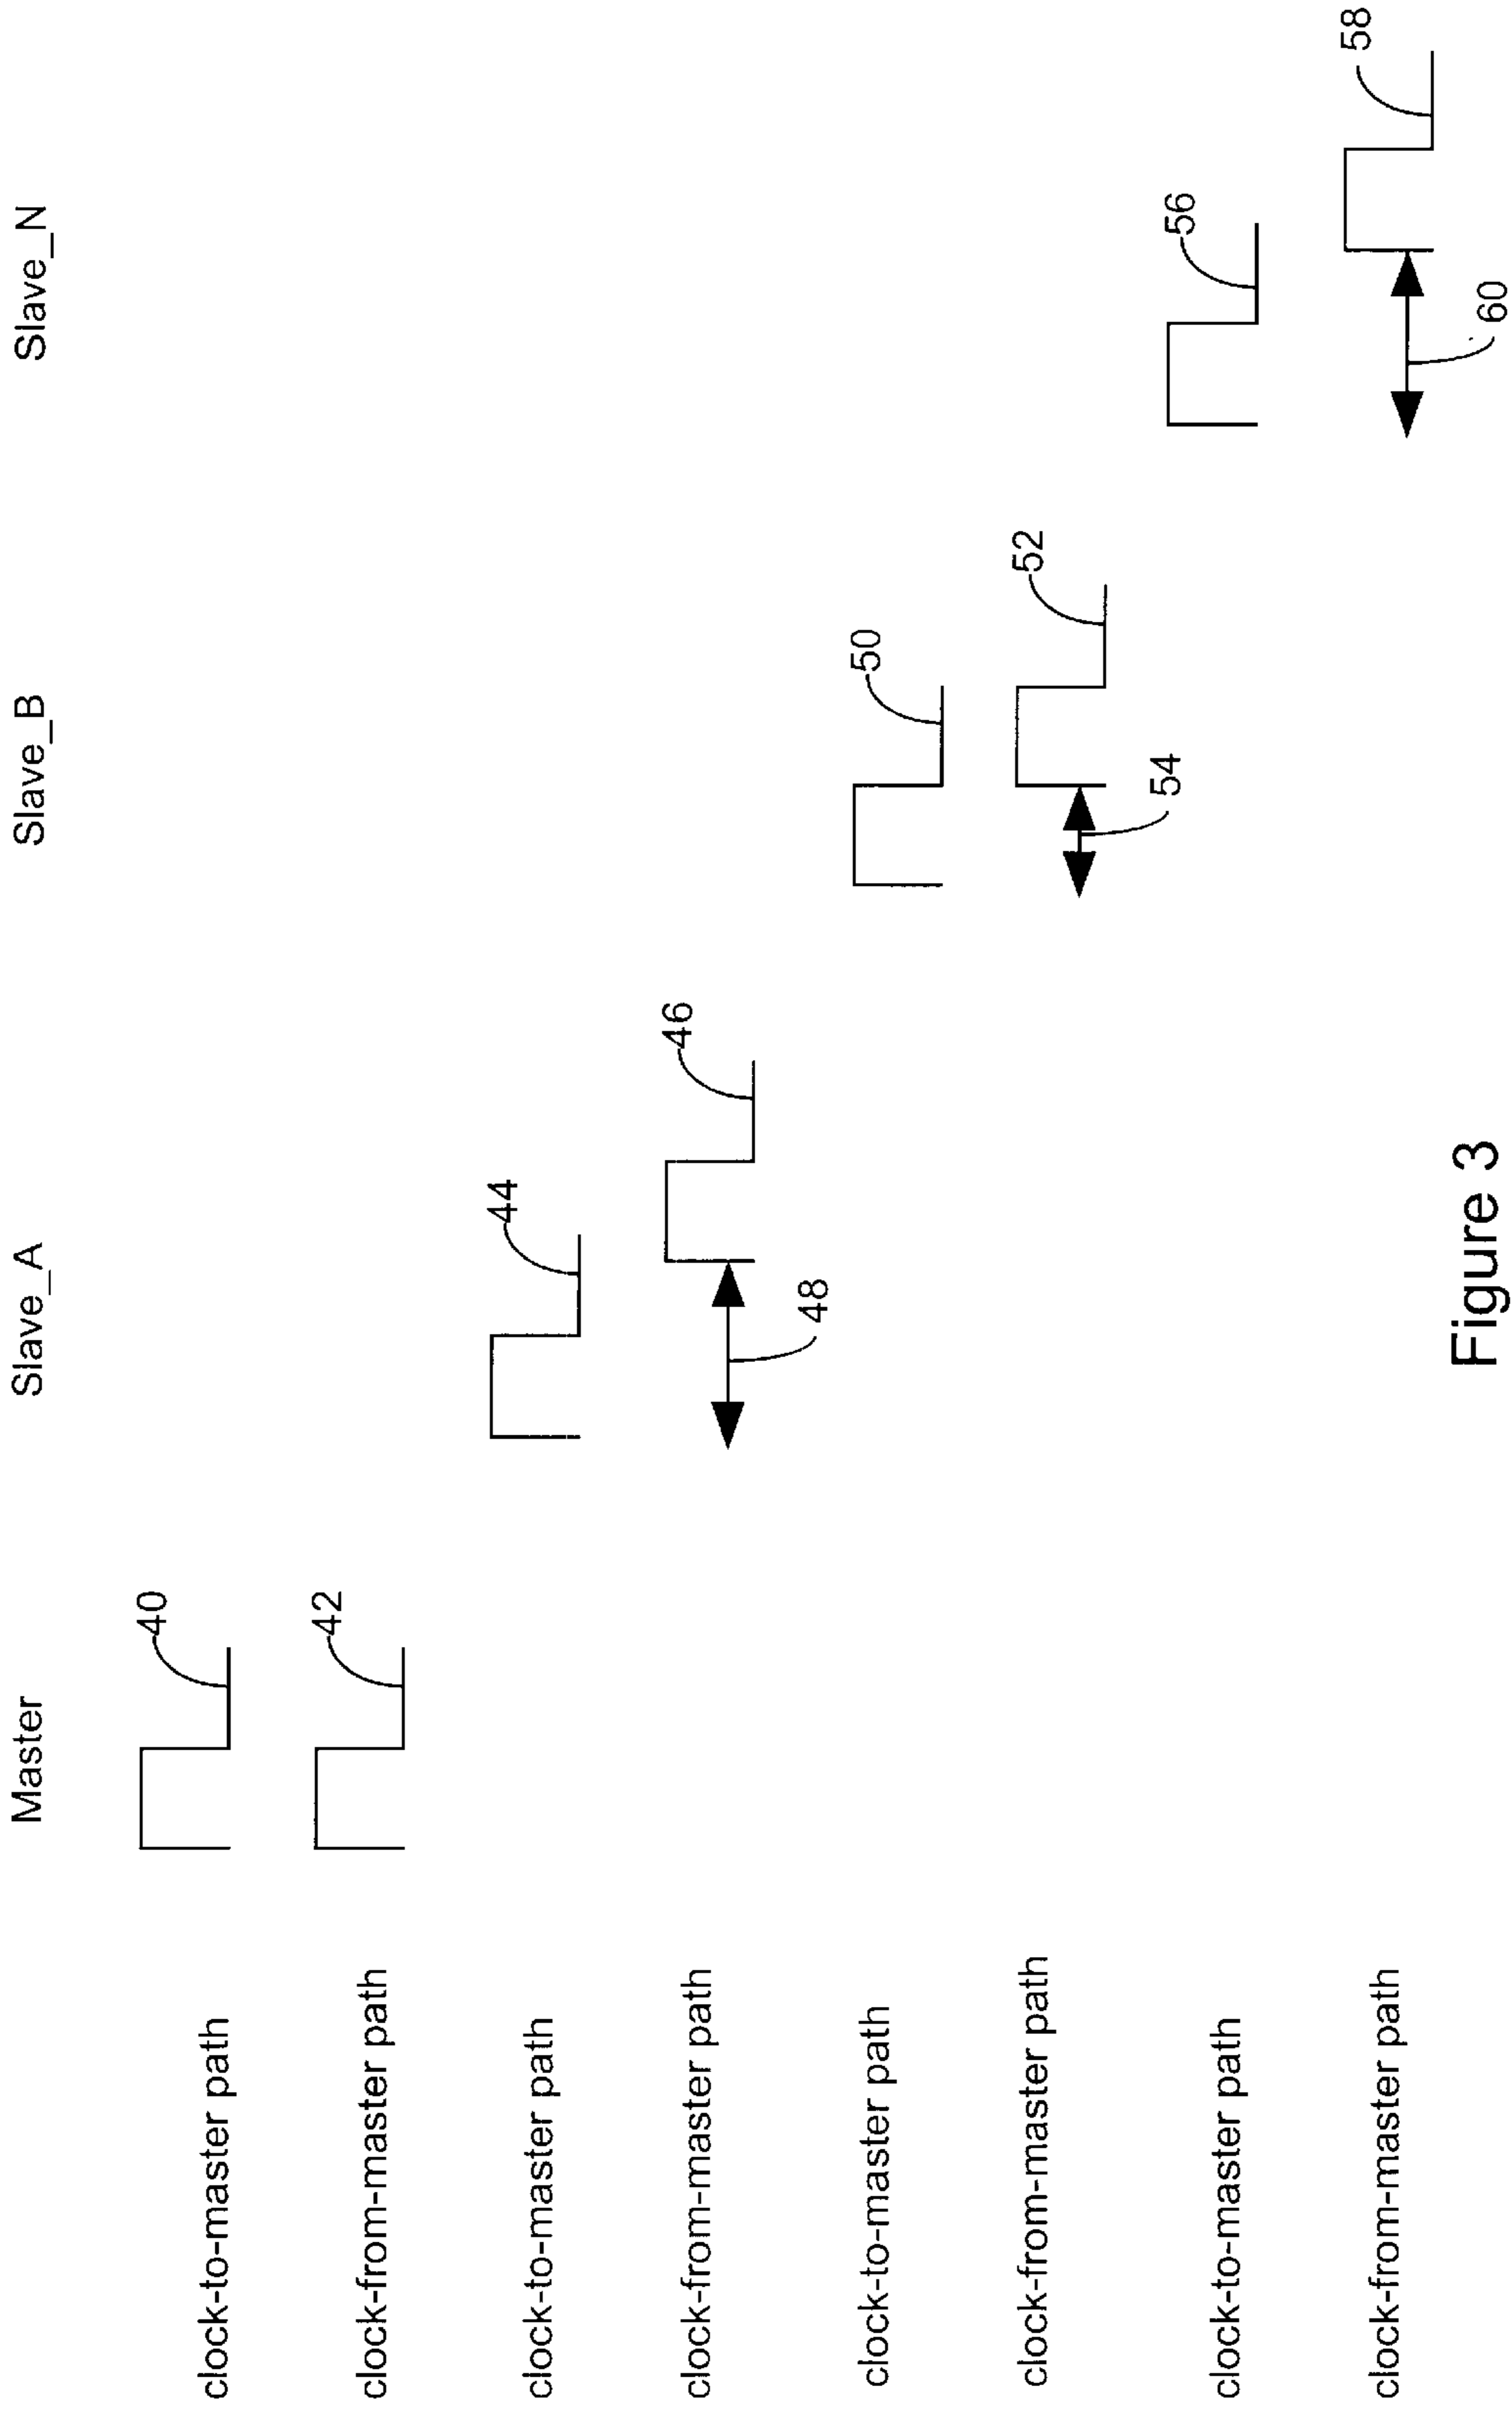 Master Slave_A Slave_B Slave_N
clock-to-master path 40
clock-from-master path 42
clock-to-master path 44
clock-from-master path 46
48
clock-to-master path 50
clock-from-master path 52
54
clock-to-master path 56
clock-from-master path 58
60
Figure 3